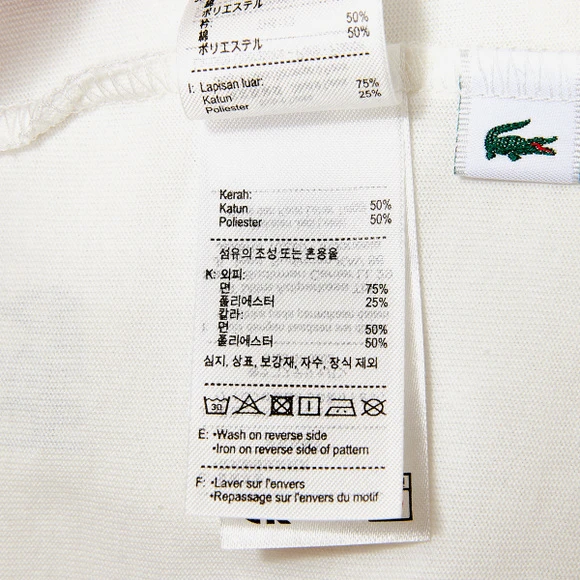 ポリエステル
衿:
綿 50%
ポリエステル 50%
I: Lapisan luar:
Katun 75%
Poliester 25%
Kerah:
Katun 50%
Poliester 50%
섬유의 조성 또는 혼용율
K: 외피:
면 75%
폴리에스터 25%
칼라:
면 50%
폴리에스터 50%
심지, 상표, 보강재, 자수, 장식 제외
30
E: •Wash on reverse side
•Iron on reverse side of pattern
F: •Laver sur l'envers
•Repassage sur l'envers du motif